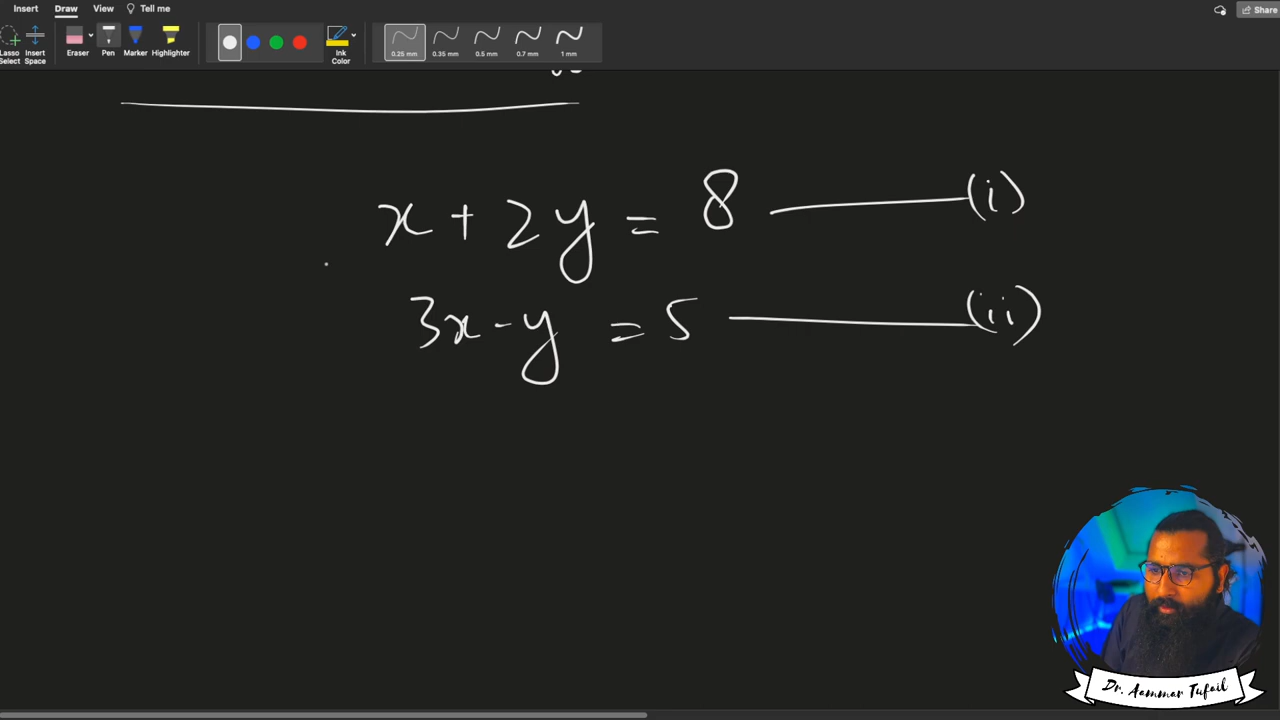 Insert Draw View Tell me Share
Lasso Select Insert Space Eraser Pen Marker Highlighter Ink Color 0.25 mm 0.35 mm 0.5 mm 0.7 mm 1 mm
x + 2y = 8 (i)
3x - y = 5 (ii)
Dr. Aammar Tufail